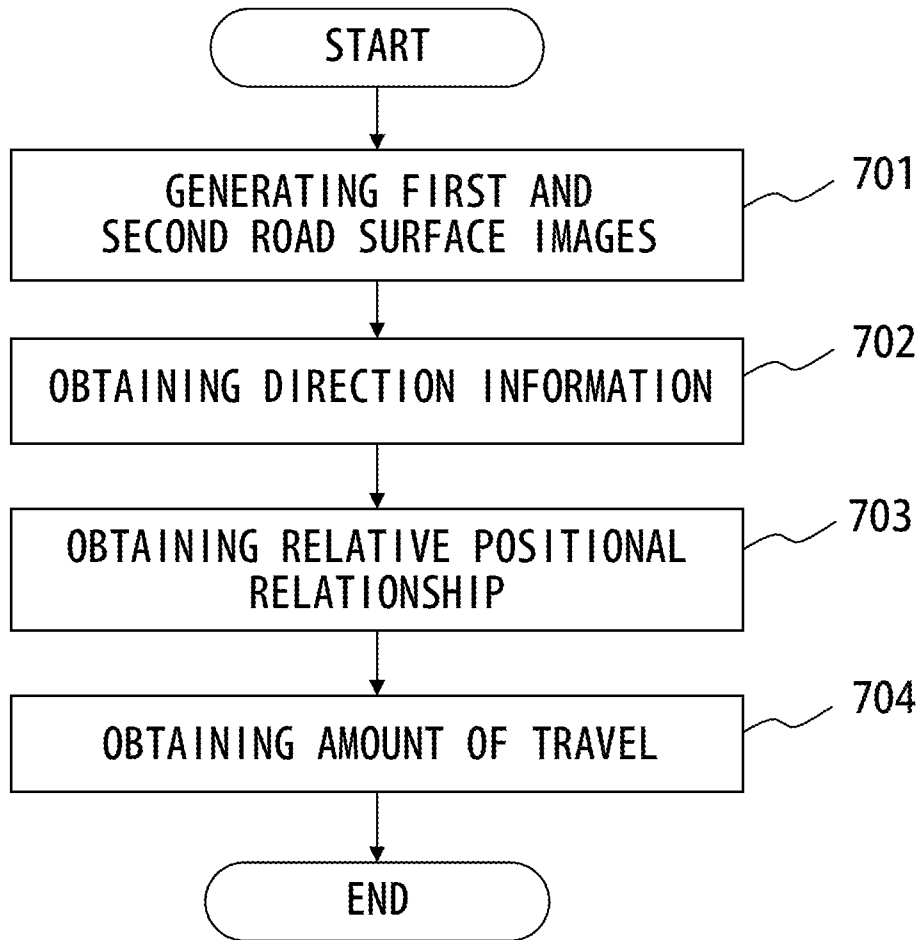 START
GENERATING FIRST AND
SECOND ROAD SURFACE IMAGES
701
OBTAINING DIRECTION INFORMATION
702
OBTAINING RELATIVE POSITIONAL
RELATIONSHIP
703
OBTAINING AMOUNT OF TRAVEL
704
END